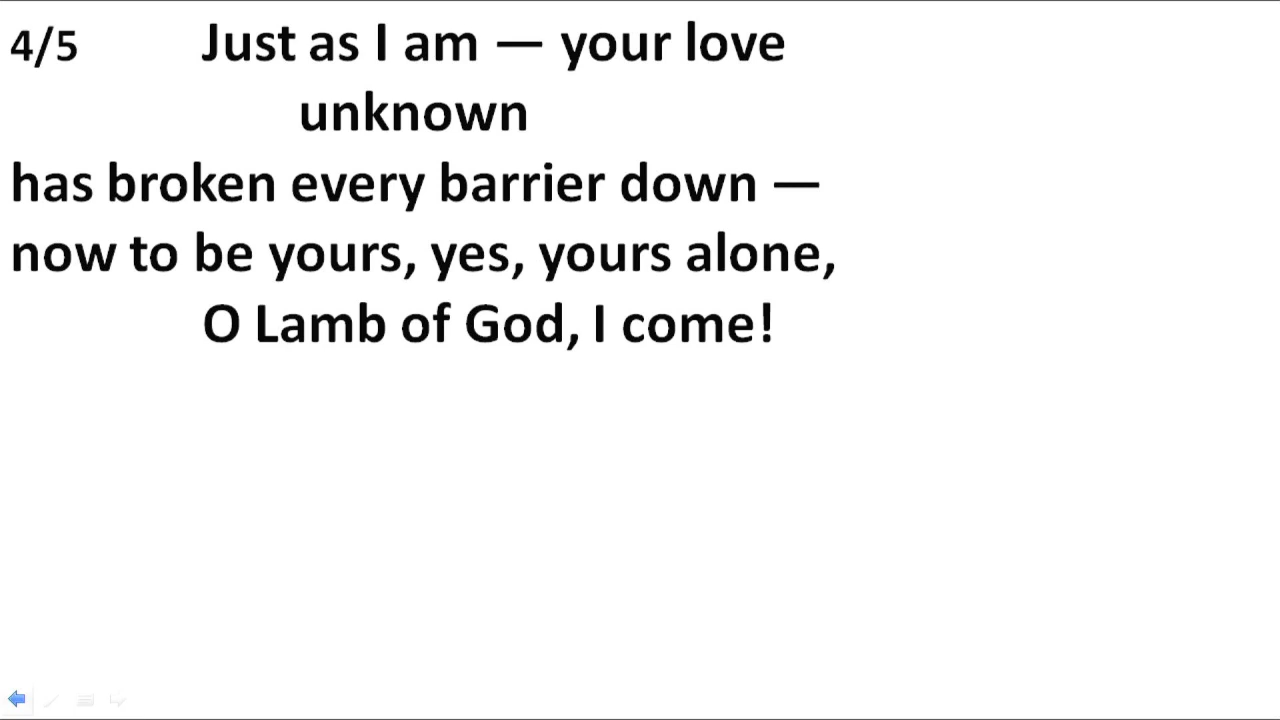 4/5 Just as I am — your love
unknown
has broken every barrier down —
now to be yours, yes, yours alone,
O Lamb of God, I come!